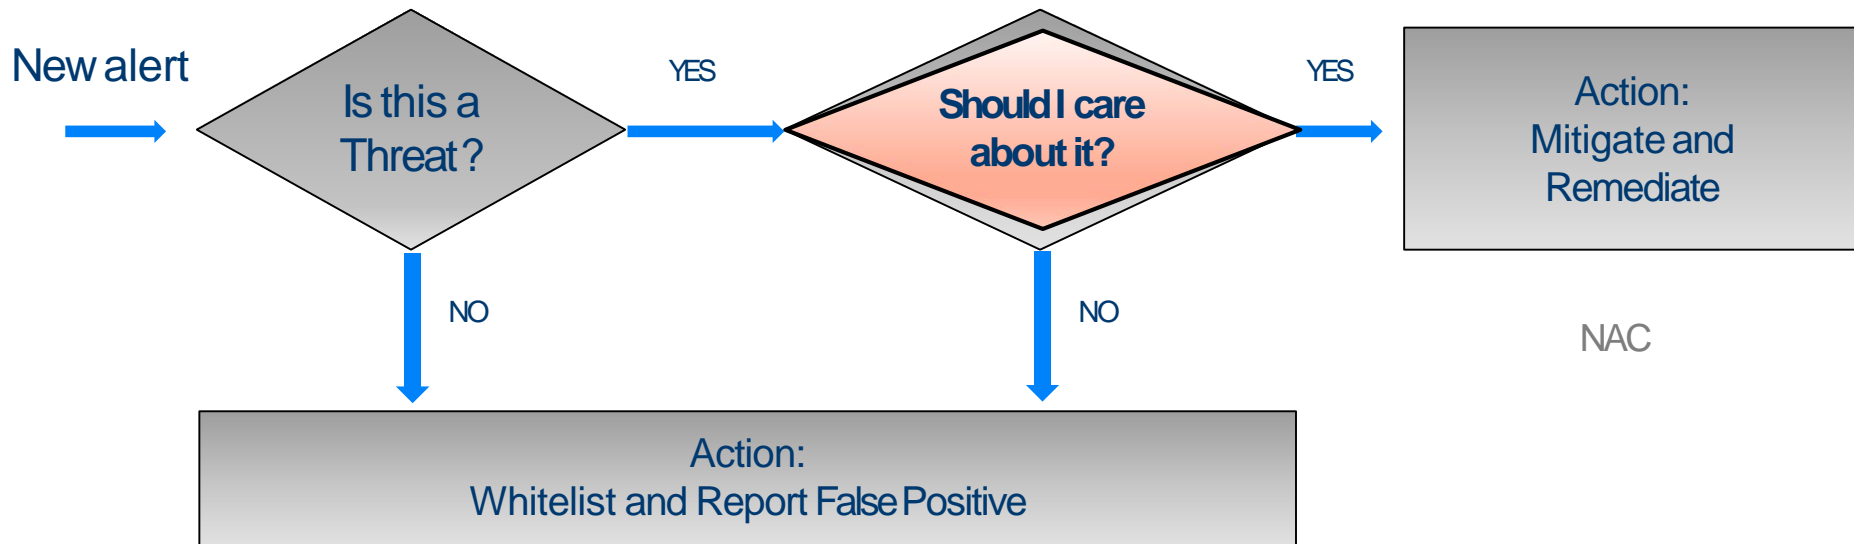 New alert
Is this a
Threat?
YES
Should I care
about it?
YES
Action:
Mitigate and
Remediate
NO
NO
NAC
Action:
Whitelist and Report False Positive